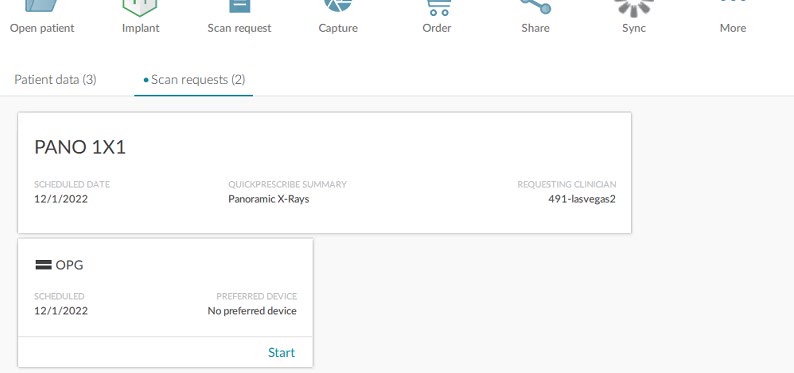 Open patient Implant Scan request Capture Order Share Sync More
Patient data (3) Scan requests (2)
PANO 1X1
SCHEDULED DATE QUICKPRESCRIBE SUMMARY REQUESTING CLINICIAN
12/1/2022 Panoramic X-Rays 491-lasvegas2
OPG
SCHEDULED PREFERRED DEVICE
12/1/2022 No preferred device
Start